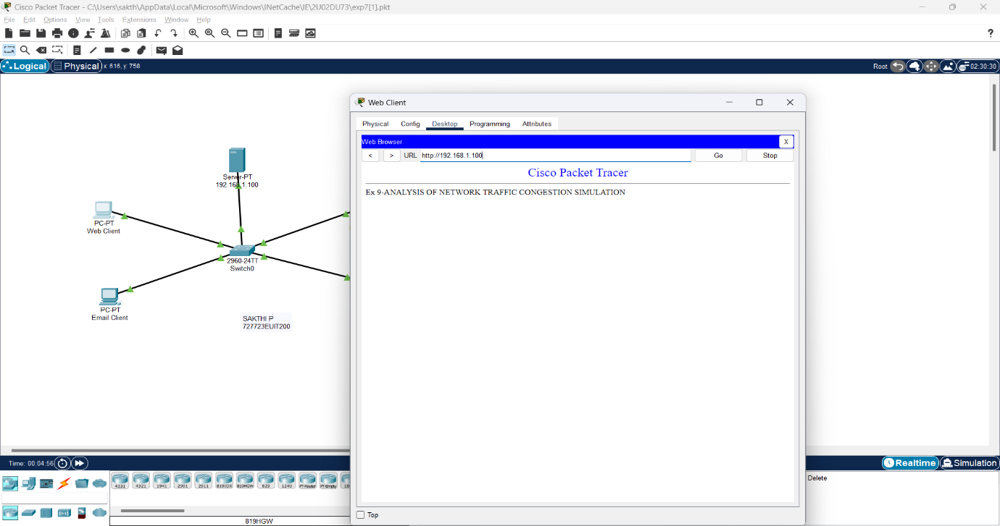 Cisco Packet Tracer - C:\Users\sakth\AppData\Local\Microsoft\Windows\INetCache\IE\2U02DU73\exp7[1].pkt
File Edit Options View Tools Extensions Window Help
?
Logical Physical x: 616, y: 758 Root 02:30:30
Server-PT
192.168.1.100
PC-PT
Web Client
2960-24TT
Switch0
PC-PT
Email Client
SAKTHI P
727723EUIT200
Web Client
Physical Config Desktop Programming Attributes
Web Browser X
< > URL http://192.168.1.100 Go Stop
Cisco Packet Tracer
Ex 9-ANALYSIS OF NETWORK TRAFFIC CONGESTION SIMULATION
Top
Time: 00:04:56 Realtime Simulation
4331 4321 1941 2901 2911 819IOX 819HGW 829 1240 PT-Router PT-Empty 18
819HGW
Delete